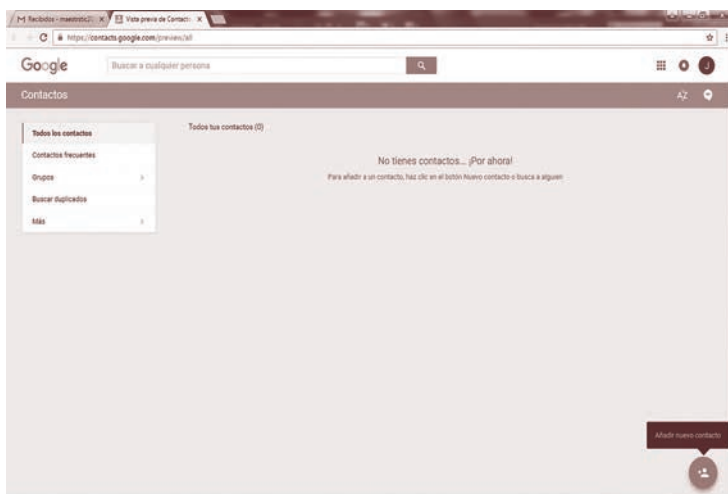 Recibidos - maestrotic2
Vista previa de Contact
https://contacts.google.com/preview/all
Google
Buscar a cualquier persona
J
Contactos
AZ
Todos los contactos
Contactos frecuentes
Grupos
Buscar duplicados
Más
Todos tus contactos (0)
No tienes contactos... ¡Por ahora!
Para añadir a un contacto, haz clic en el botón Nuevo contacto o busca a alguien
Añadir nuevo contacto